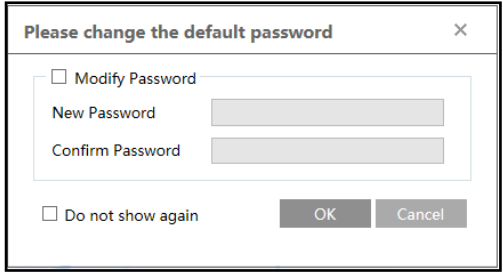 Please change the default password
Modify Password
New Password
Confirm Password
Do not show again
OK
Cancel